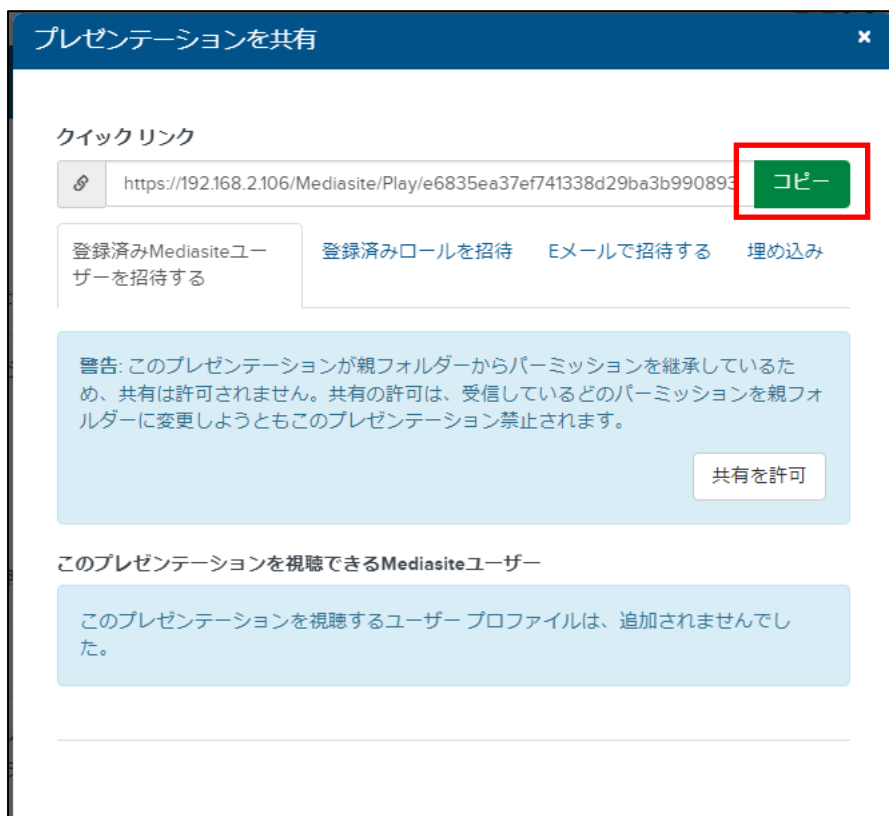 プレゼンテーションを共有
クイック リンク
https://192.168.2.106/Mediasite/Play/e6835ea37ef741338d29ba3b990893
コピー
登録済みMediasiteユー
ザーを招待する
登録済みロールを招待
Eメールで招待する
埋め込み
警告: このプレゼンテーションが親フォルダーからパーミッションを継承しているた
め、共有は許可されません。共有の許可は、受信しているどのパーミッションを親フォ
ルダーに変更しようともこのプレゼンテーション禁止されます。
共有を許可
このプレゼンテーションを視聴できるMediasiteユーザー
このプレゼンテーションを視聴するユーザー プロファイルは、追加されませんでし
た。